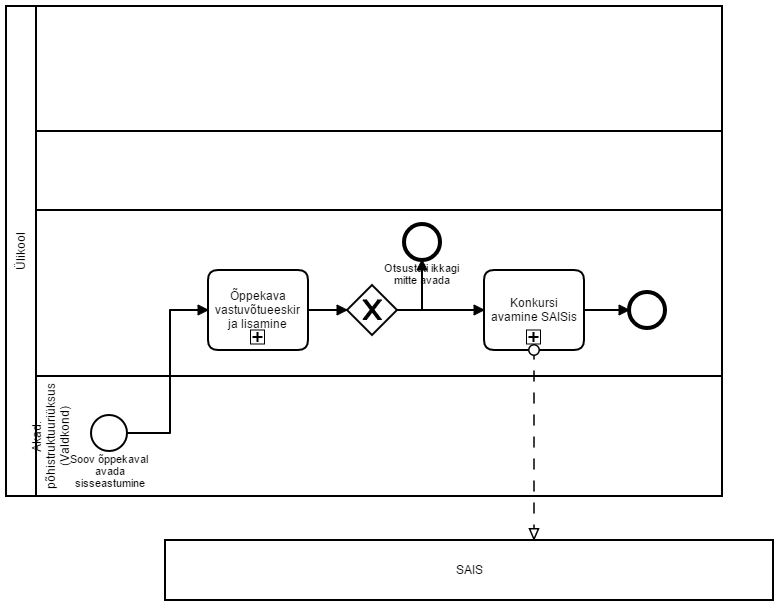 Ülikool
Otsusteti ikkagi
mitte avada
Õppekava
vastuvõtueeskir
ja lisamine
X
Konkursi
avamine SAISis
Akad.
põhistruktuuriüksus
(Valdkond)
Soov õppekaval
avada
sisseastumine
SAIS